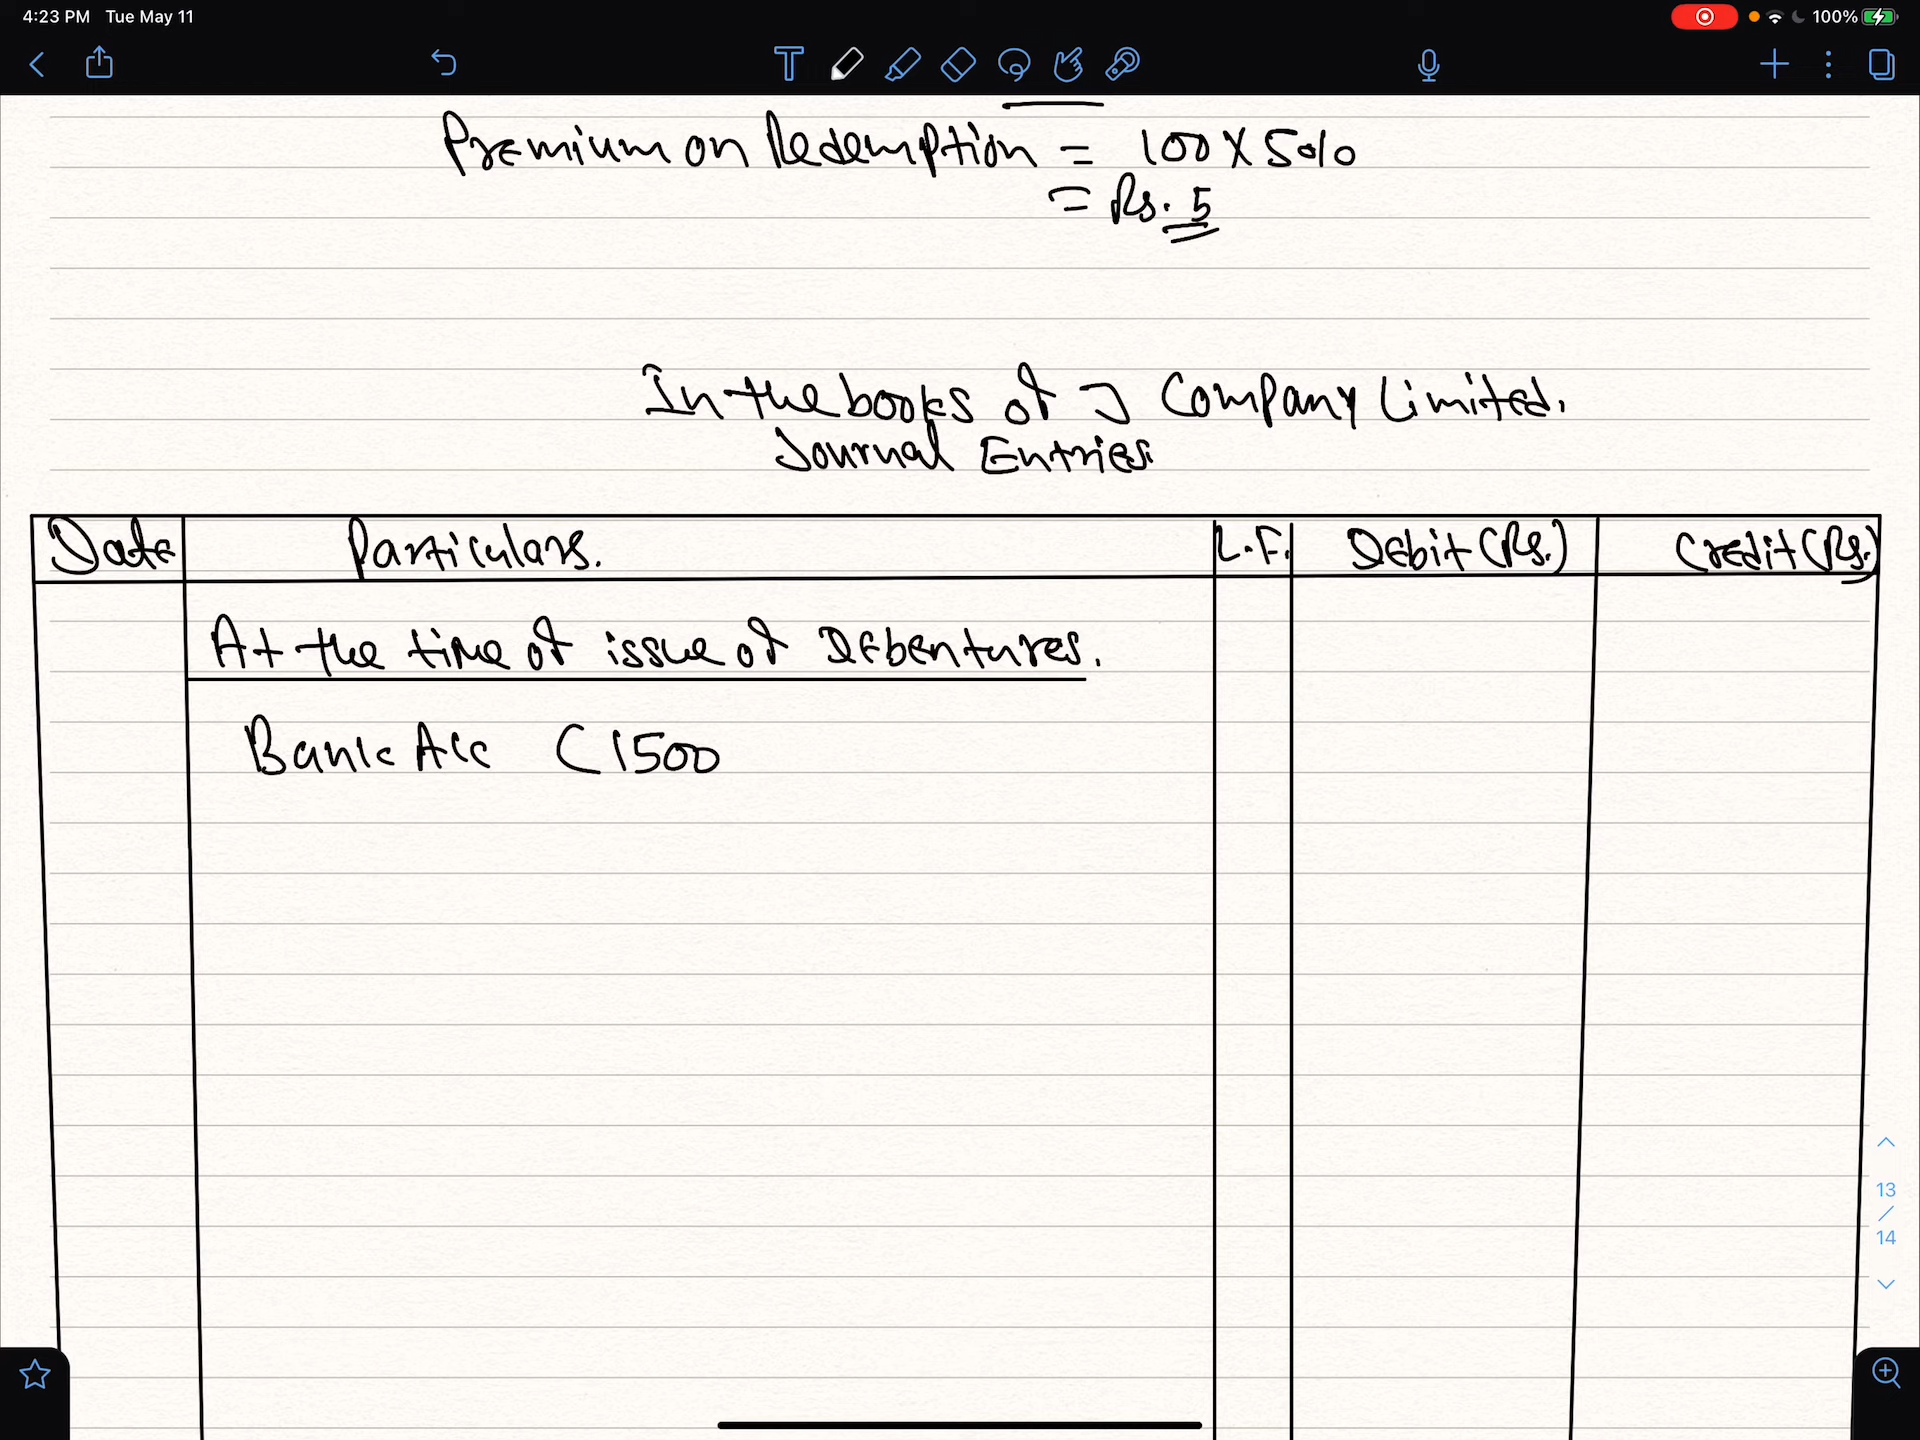 4:23 PM Tue May 11
100%
Premium on Redemption = 100 X 5%
= Rs. 5
In the books of J Company Limited.
Journal Entries
Date Particulars. L.F. Debit (Rs.) Credit (Rs.)
At the time of issue of Debentures.
Bank A/c (1500
13
/
14